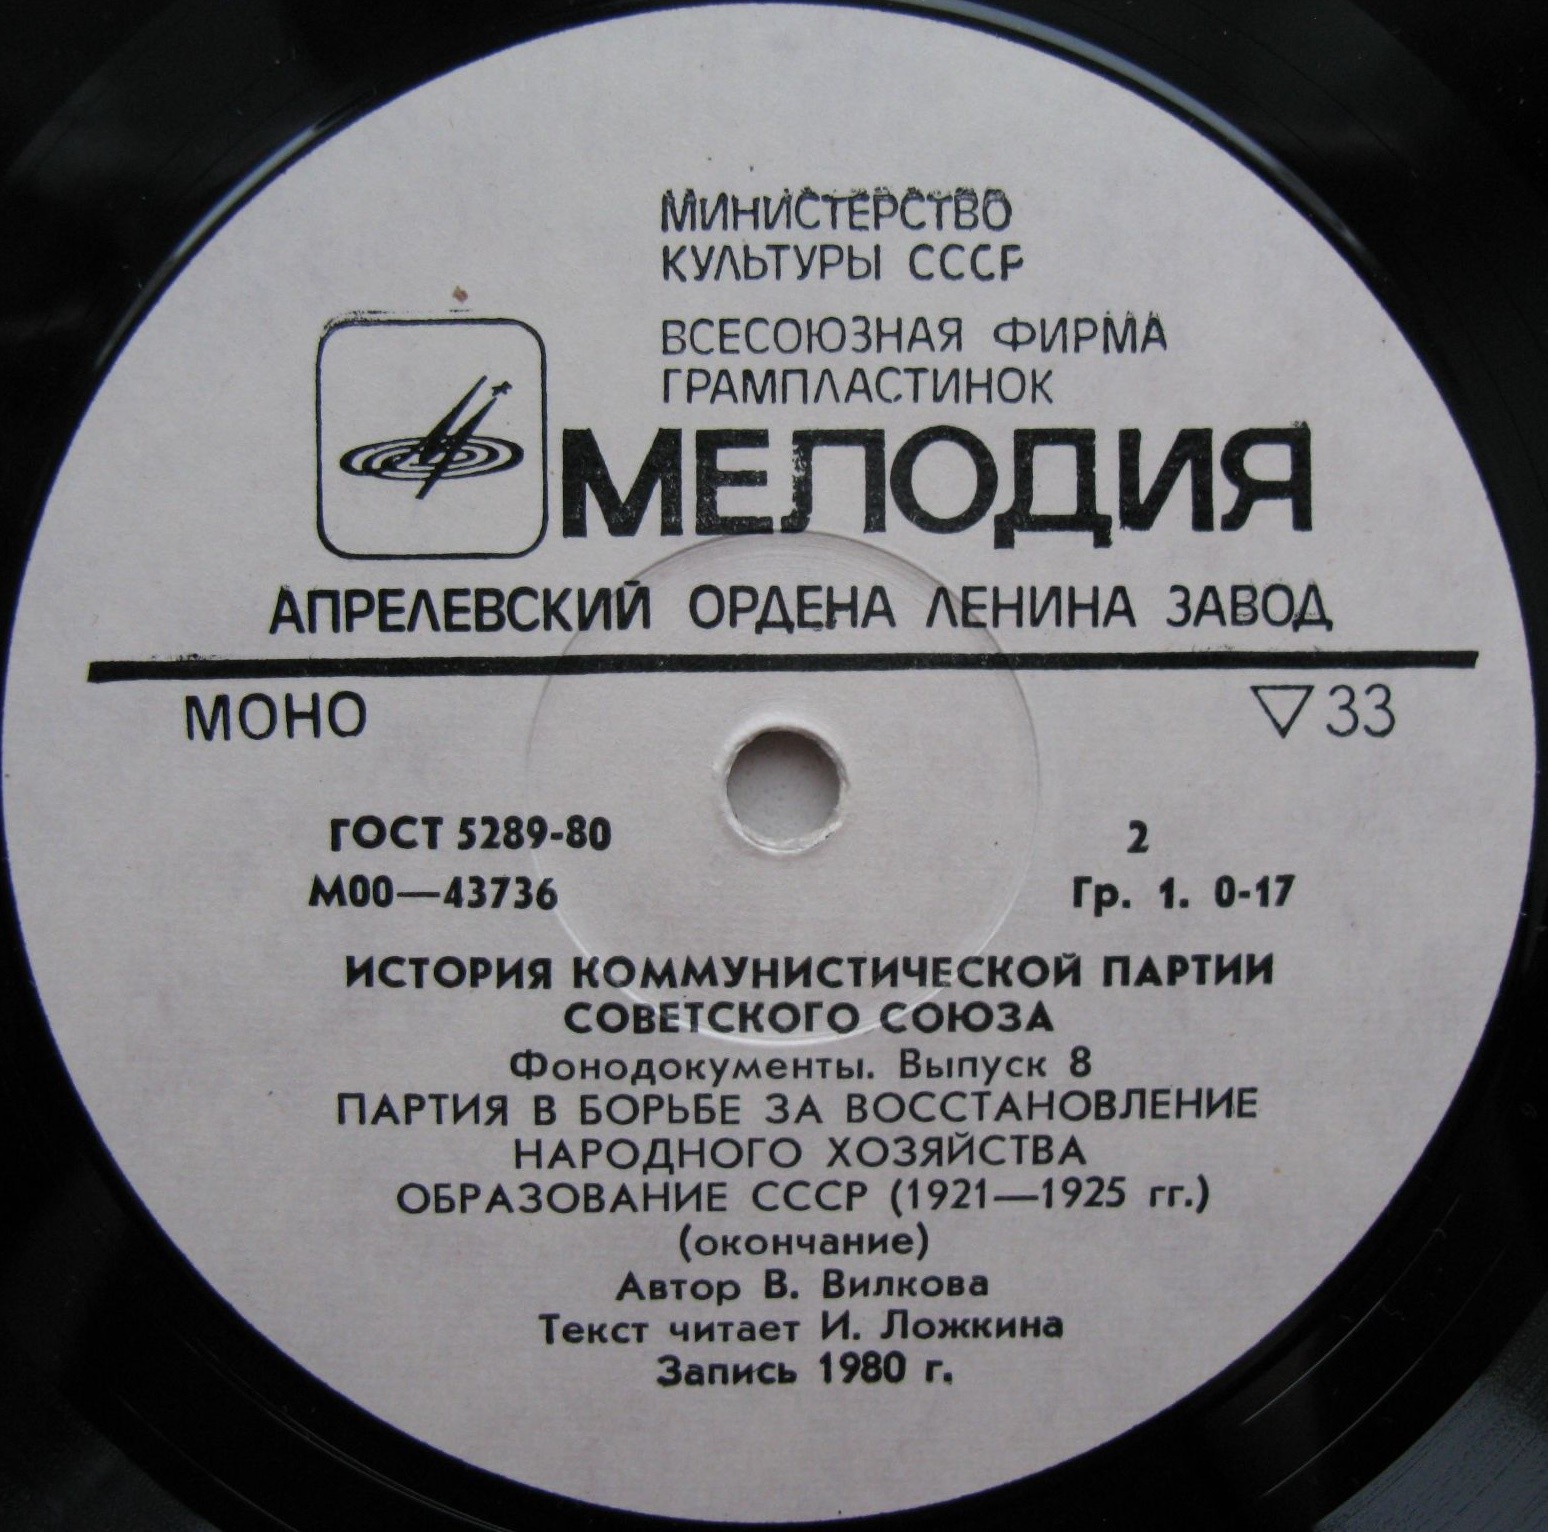 МИНИСТЕРСТВО
КУЛЬТУРЫ СССР
ВСЕСОЮЗНАЯ ФИРМА
ГРАМПЛАСТИНОК
МЕЛОДИЯ
АПРЕЛЕВСКИЙ ОРДЕНА ЛЕНИНА ЗАВОД
МОНО ▽33
ГОСТ 5289-80 2
М00—43736 Гр. 1. 0-17
ИСТОРИЯ КОММУНИСТИЧЕСКОЙ ПАРТИИ
СОВЕТСКОГО СОЮЗА
Фонодокументы. Выпуск 8
ПАРТИЯ В БОРЬБЕ ЗА ВОССТАНОВЛЕНИЕ
НАРОДНОГО ХОЗЯЙСТВА
ОБРАЗОВАНИЕ СССР (1921—1925 гг.)
(окончание)
Автор В. Вилкова
Текст читает И. Ложкина
Запись 1980 г.